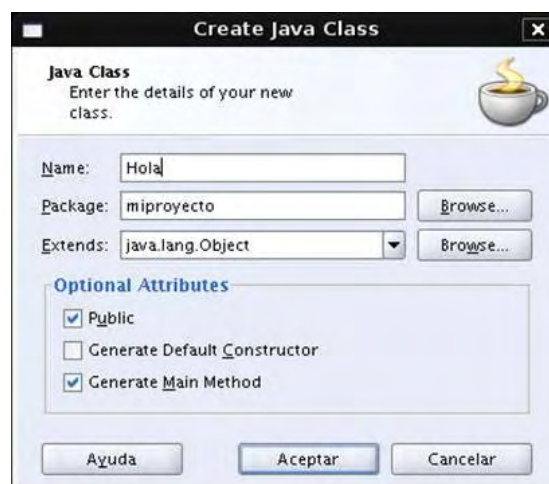 Create Java Class
Java Class
Enter the details of your new
class.
Name: Hola
Package: miproyecto Browse...
Extends: java.lang.Object Browse...
Optional Attributes
Public
Generate Default Constructor
Generate Main Method
Ayuda Aceptar Cancelar